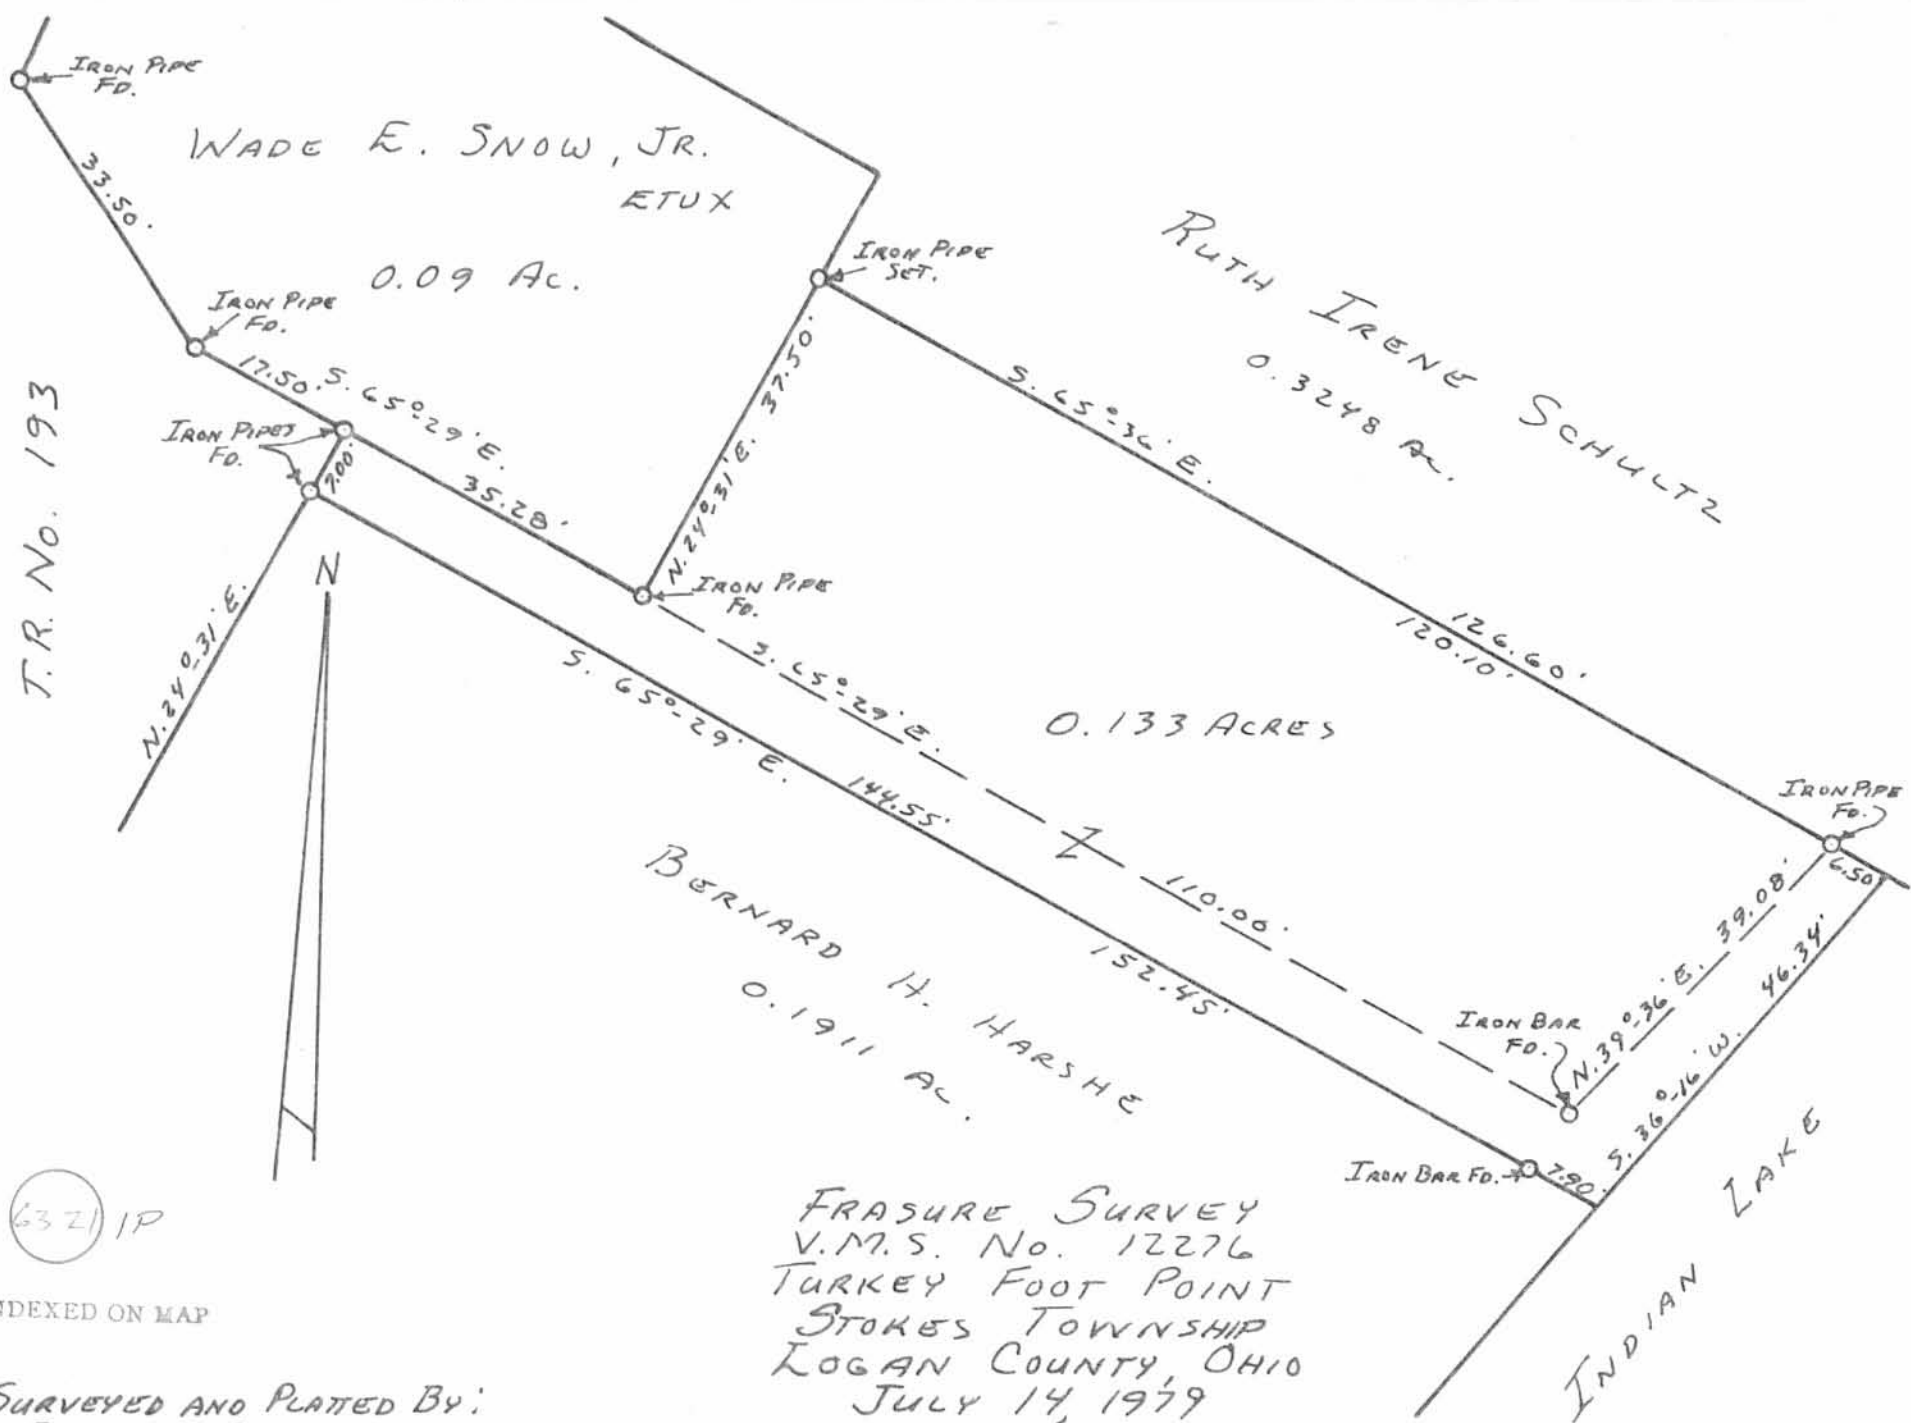 IRON PIPE
FD.
WADE E. SNOW, JR.
ETUX
33.50'
0.09 AC.
IRON PIPE
FD.
IRON PIPE
SET.
RUTH IRENE SCHULTZ
0.3248 AC.
17.50' S. 65°-29' E.
35.28'
N. 24°-31' E. 37.50'
S. 65°-36' E.
126.60'
120.10'
T.R. No. 193
IRON PIPES
FD.
7.00'
N. 24°-31' E.
N
IRON PIPE
FD.
S. 65°-29' E.
110.00'
0.133 ACRES
S. 65°-29' E.
144.55'
152.45'
IRON PIPE
FD.
6.50'
N. 39°-36' E. 39.08'
S. 36°-16' W. 46.34'
BERNARD H. HARSHE
0.1911 AC.
IRON BAR
FD.
IRON BAR FD.
7.90'
INDIAN LAKE
6321 1P
NDEXED ON MAP
FRASURE SURVEY
V.M.S. No. 12276
TURKEY FOOT POINT
STOKES TOWNSHIP
LOGAN COUNTY, OHIO
JULY 14, 1979
SURVEYED AND PLATTED BY: